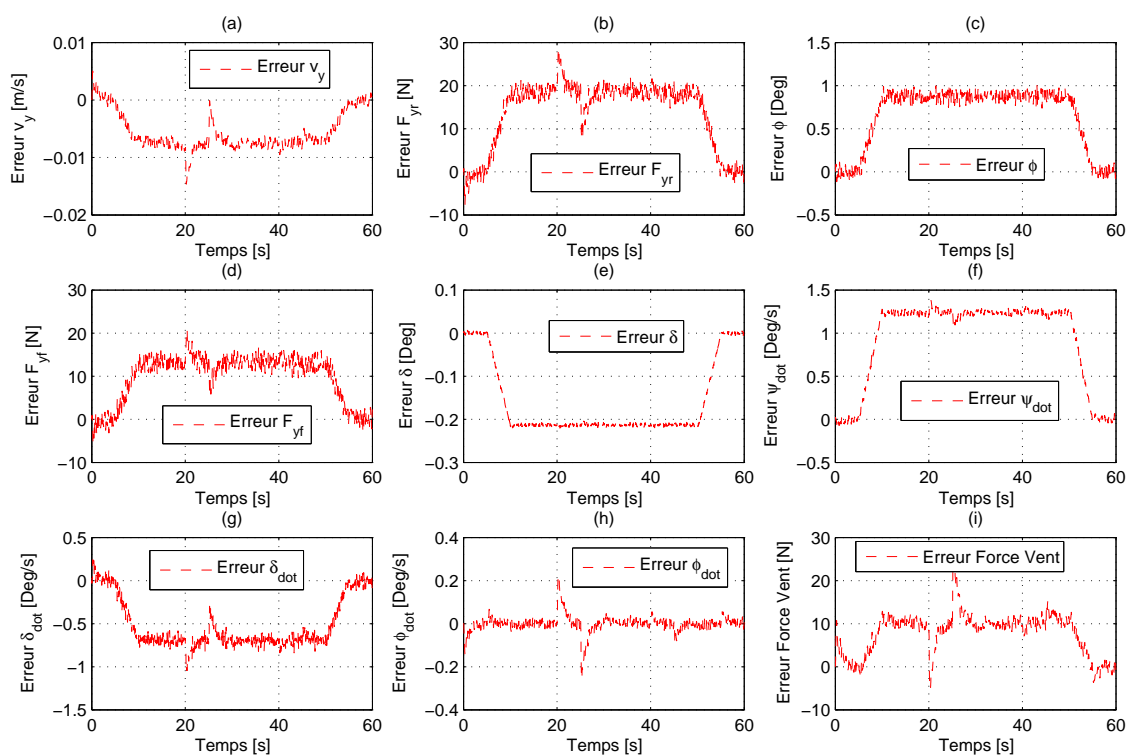 (a)
0.01
0
−0.01
−0.02
Erreur v_y [m/s]
Erreur v_y
0 20 40 60
Temps [s]
(b)
30
20
10
0
−10
Erreur F_yr [N]
Erreur F_yr
0 20 40 60
Temps [s]
(c)
1.5
1
0.5
0
−0.5
Erreur ϕ [Deg]
Erreur ϕ
0 20 40 60
Temps [s]
(d)
30
20
10
0
−10
Erreur F_yf [N]
Erreur F_yf
0 20 40 60
Temps [s]
(e)
0.1
0
−0.1
−0.2
−0.3
Erreur δ [Deg]
Erreur δ
0 20 40 60
Temps [s]
(f)
1.5
1
0.5
0
−0.5
Erreur ψ_dot [Deg/s]
Erreur ψ_dot
0 20 40 60
Temps [s]
(g)
0.5
0
−0.5
−1
−1.5
Erreur δ_dot [Deg/s]
Erreur δ_dot
0 20 40 60
Temps [s]
(h)
0.4
0.2
0
−0.2
−0.4
Erreur ϕ_dot [Deg/s]
Erreur ϕ_dot
0 20 40 60
Temps [s]
(i)
30
20
10
0
−10
Erreur Force Vent [N]
Erreur Force Vent
0 20 40 60
Temps [s]